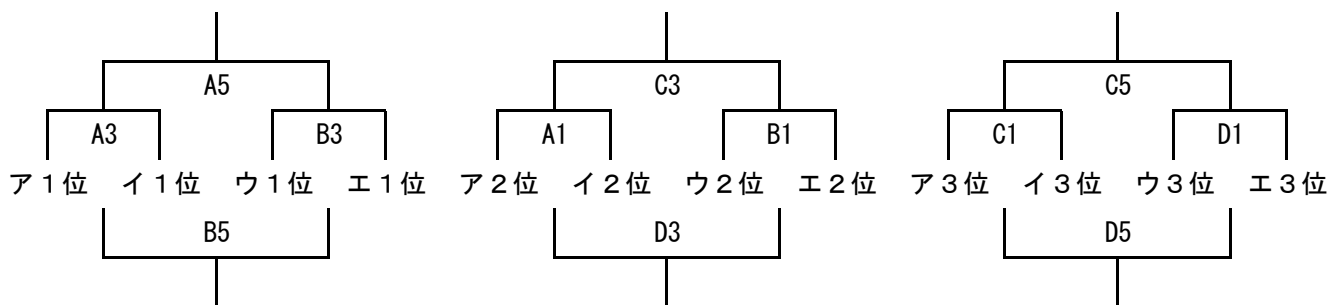 A5 C3 C5
A3 B3 A1 B1 C1 D1
ア１位 イ１位 ウ１位 エ１位 ア２位 イ２位 ウ２位 エ２位 ア３位 イ３位 ウ３位 エ３位
B5 D3 D5